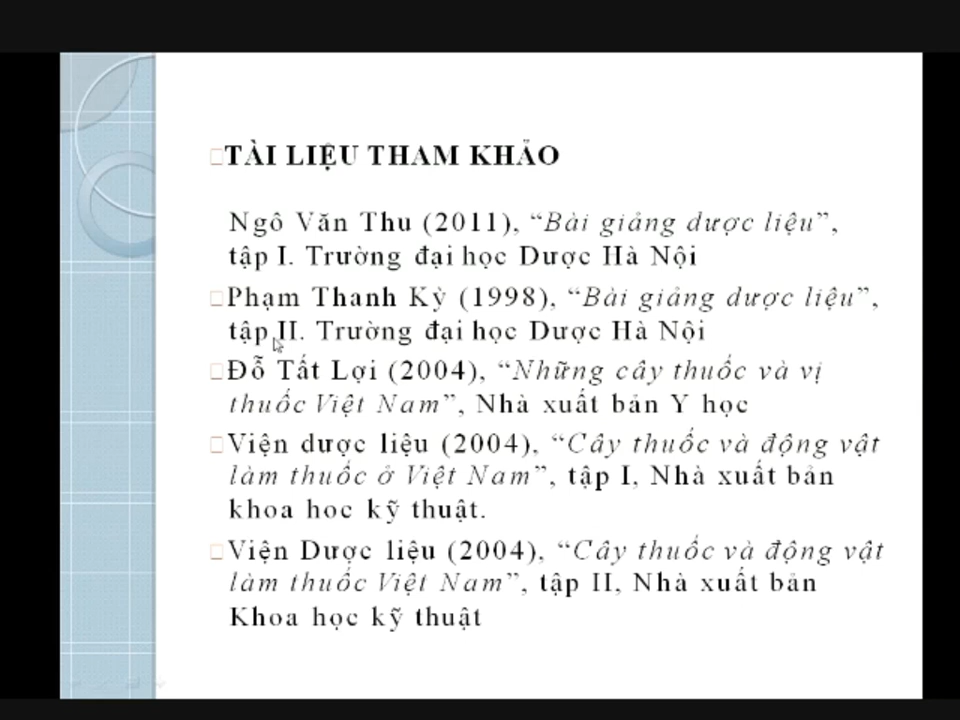 TÀI LIỆU THAM KHẢO
Ngô Văn Thu (2011), “Bài giảng dược liệu”,
tập I. Trường đại học Dược Hà Nội
Phạm Thanh Kỳ (1998), “Bài giảng dược liệu”,
tập II. Trường đại học Dược Hà Nội
Đỗ Tất Lợi (2004), “Những cây thuốc và vị
thuốc Việt Nam”, Nhà xuất bản Y học
Viện dược liệu (2004), “Cây thuốc và động vật
làm thuốc ở Việt Nam”, tập I, Nhà xuất bản
khoa hoc kỹ thuật.
Viện Dược liệu (2004), “Cây thuốc và động vật
làm thuốc Việt Nam”, tập II, Nhà xuất bản
Khoa học kỹ thuật